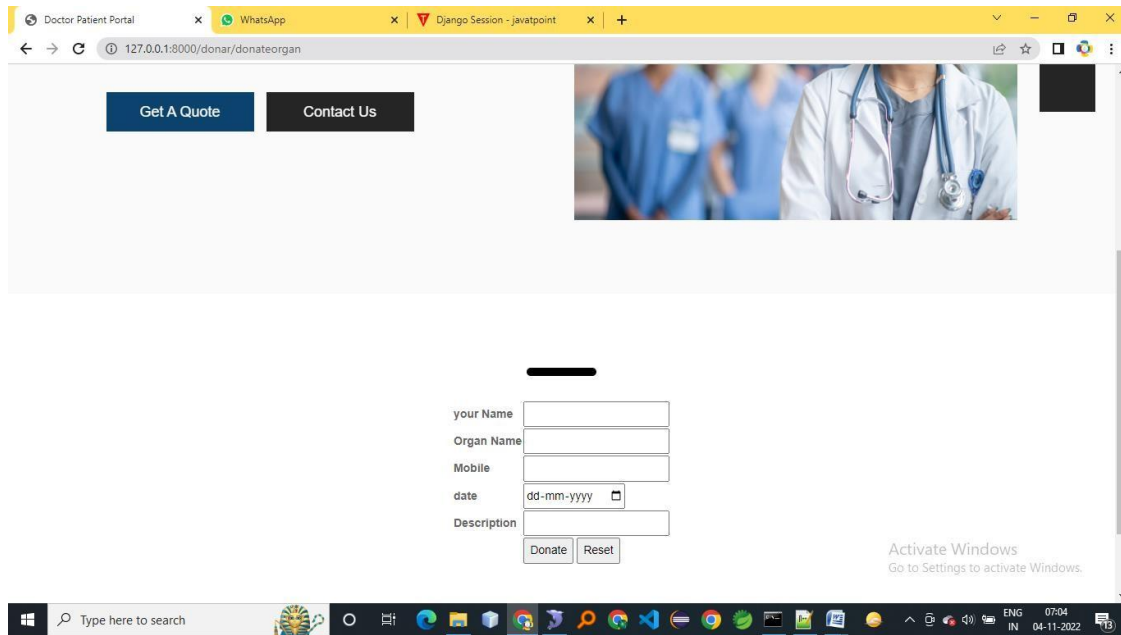 Doctor Patient Portal
WhatsApp
Django Session - javatpoint
127.0.0.1:8000/donar/donateorgan
Get A Quote
Contact Us
your Name
Organ Name
Mobile
date
dd-mm-yyyy
Description
Donate
Reset
Activate Windows
Go to Settings to activate Windows.
Type here to search
ENG
IN
07:04
04-11-2022
13